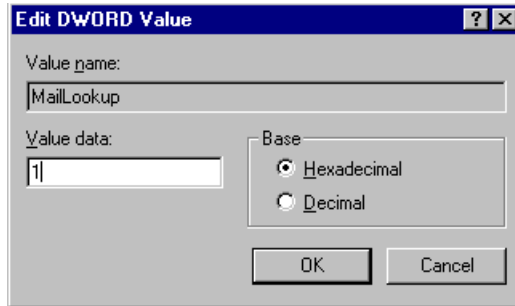 Edit DWORD Value
Value name:
MailLookup
Value data:
1
Base
Hexadecimal
Decimal
OK Cancel